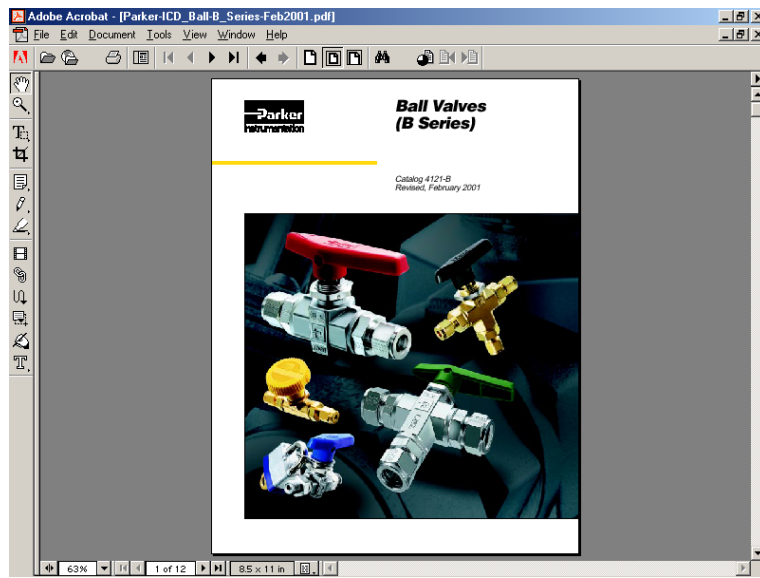 Adobe Acrobat - [Parker-ICD_Ball-B_Series-Feb2001.pdf]
File Edit Document Tools View Window Help
Parker
Instrumentation
Ball Valves
(B Series)
Catalog 4121-B
Revised, February 2001
63%
1 of 12
8.5 x 11 in